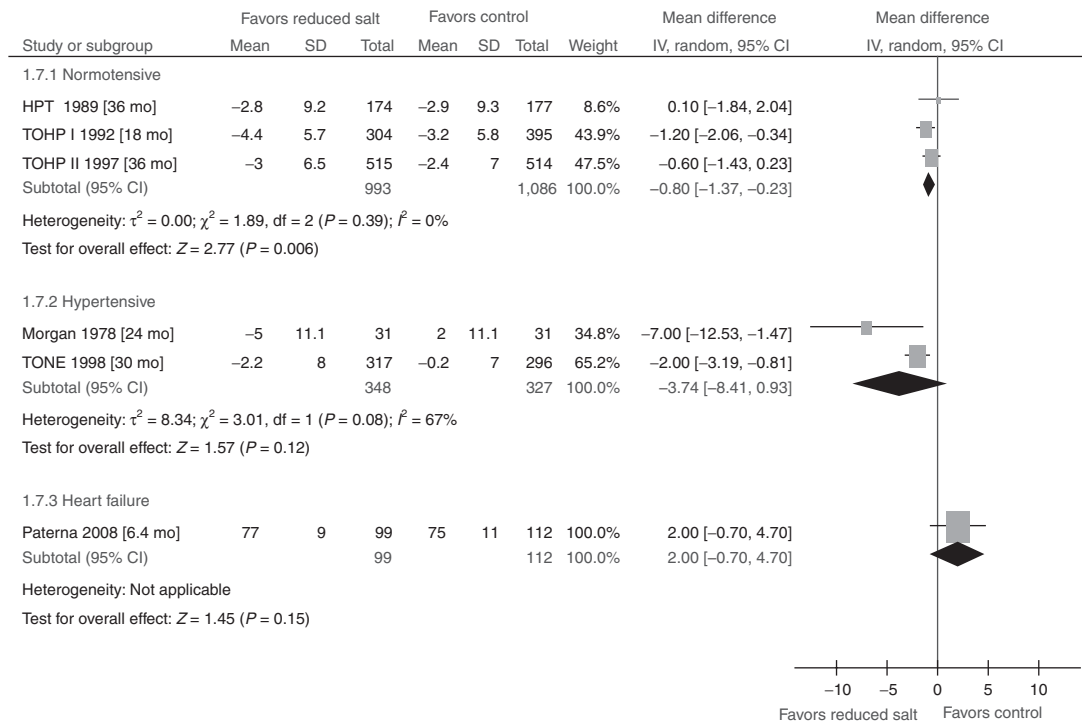 Favors reduced salt Favors control Mean difference Mean difference
Study or subgroup Mean SD Total Mean SD Total Weight IV, random, 95% CI IV, random, 95% CI
1.7.1 Normotensive
HPT 1989 [36 mo] −2.8 9.2 174 −2.9 9.3 177 8.6% 0.10 [−1.84, 2.04]
TOHP I 1992 [18 mo] −4.4 5.7 304 −3.2 5.8 395 43.9% −1.20 [−2.06, −0.34]
TOHP II 1997 [36 mo] −3 6.5 515 −2.4 7 514 47.5% −0.60 [−1.43, 0.23]
Subtotal (95% CI) 993 1,086 100.0% −0.80 [−1.37, −0.23]
Heterogeneity: τ² = 0.00; χ² = 1.89, df = 2 (P = 0.39); I² = 0%
Test for overall effect: Z = 2.77 (P = 0.006)
1.7.2 Hypertensive
Morgan 1978 [24 mo] −5 11.1 31 2 11.1 31 34.8% −7.00 [−12.53, −1.47]
TONE 1998 [30 mo] −2.2 8 317 −0.2 7 296 65.2% −2.00 [−3.19, −0.81]
Subtotal (95% CI) 348 327 100.0% −3.74 [−8.41, 0.93]
Heterogeneity: τ² = 8.34; χ² = 3.01, df = 1 (P = 0.08); I² = 67%
Test for overall effect: Z = 1.57 (P = 0.12)
1.7.3 Heart failure
Paterna 2008 [6.4 mo] 77 9 99 75 11 112 100.0% 2.00 [−0.70, 4.70]
Subtotal (95% CI) 99 112 100.0% 2.00 [−0.70, 4.70]
Heterogeneity: Not applicable
Test for overall effect: Z = 1.45 (P = 0.15)
−10 −5 0 5 10
Favors reduced salt Favors control